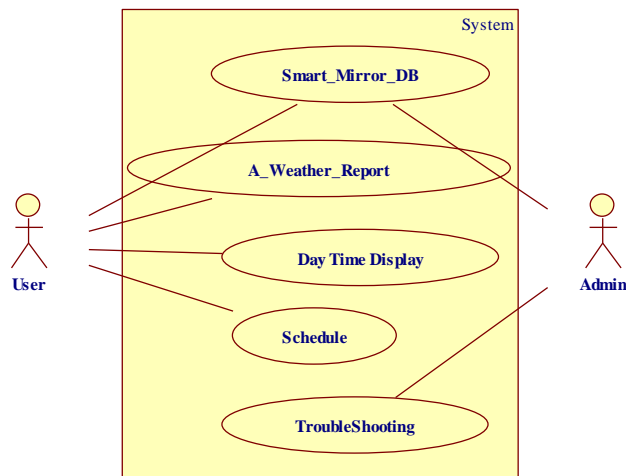 System
Smart_Mirror_DB
A_Weather_Report
Day Time Display
User
Admin
Schedule
TroubleShooting